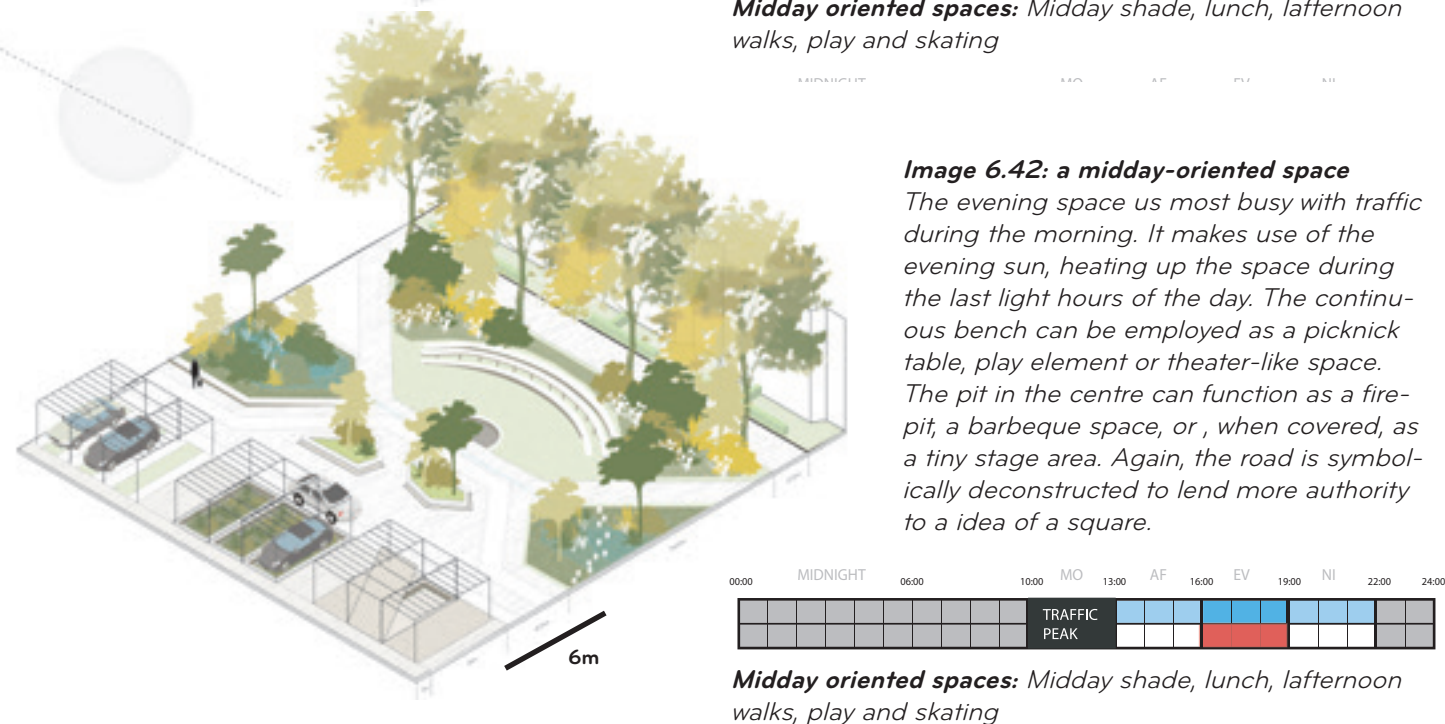 Midday oriented spaces: Midday shade, lunch, lafternoon
walks, play and skating
MIDNIGHT MO AF EV NI
Image 6.42: a midday-oriented space
The evening space us most busy with traffic
during the morning. It makes use of the
evening sun, heating up the space during
the last light hours of the day. The continu-
ous bench can be employed as a picknick
table, play element or theater-like space.
The pit in the centre can function as a fire-
pit, a barbeque space, or , when covered, as
a tiny stage area. Again, the road is symbol-
ically deconstructed to lend more authority
to a idea of a square.
00:00 MIDNIGHT 06:00 10:00 MO 13:00 AF 16:00 EV 19:00 NI 22:00 24:00
TRAFFIC
PEAK
6m
Midday oriented spaces: Midday shade, lunch, lafternoon
walks, play and skating